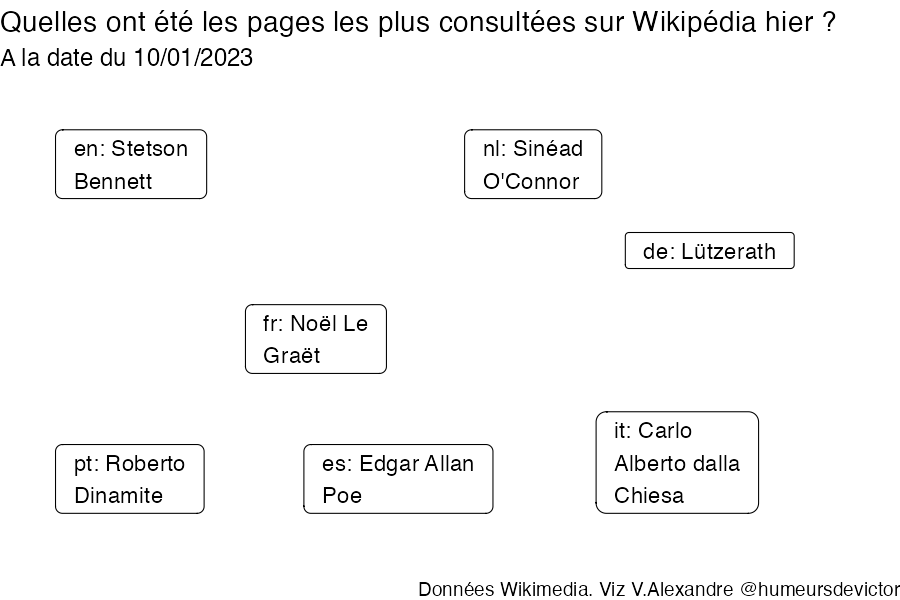 Quelles ont été les pages les plus consultées sur Wikipédia hier ?
A la date du 10/01/2023
en: Stetson
Bennett
nl: Sinéad
O'Connor
de: Lützerath
fr: Noël Le
Graët
it: Carlo
Alberto dalla
Chiesa
pt: Roberto
Dinamite
es: Edgar Allan
Poe
Données Wikimedia. Viz V.Alexandre @humeursdevictor